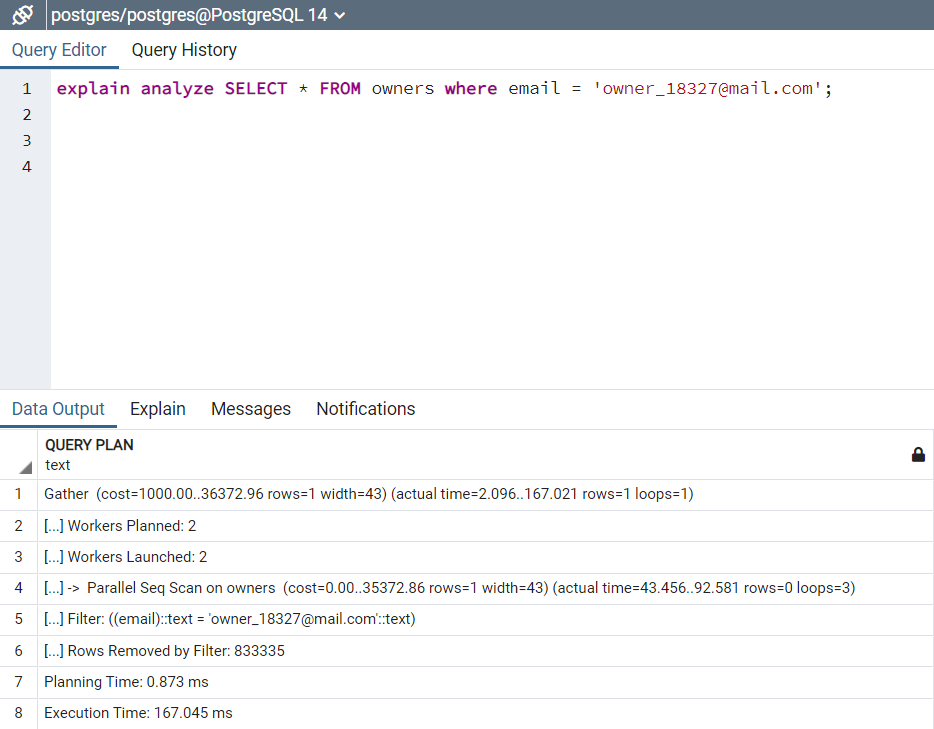 postgres/postgres@PostgreSQL 14
Query Editor Query History
1 explain analyze SELECT * FROM owners where email = 'owner_18327@mail.com';
2
3
4
Data Output Explain Messages Notifications
QUERY PLAN
text
1 Gather (cost=1000.00..36372.96 rows=1 width=43) (actual time=2.096..167.021 rows=1 loops=1)
2 [...] Workers Planned: 2
3 [...] Workers Launched: 2
4 [...] -> Parallel Seq Scan on owners (cost=0.00..35372.86 rows=1 width=43) (actual time=43.456..92.581 rows=0 loops=3)
5 [...] Filter: ((email)::text = 'owner_18327@mail.com'::text)
6 [...] Rows Removed by Filter: 833335
7 Planning Time: 0.873 ms
8 Execution Time: 167.045 ms